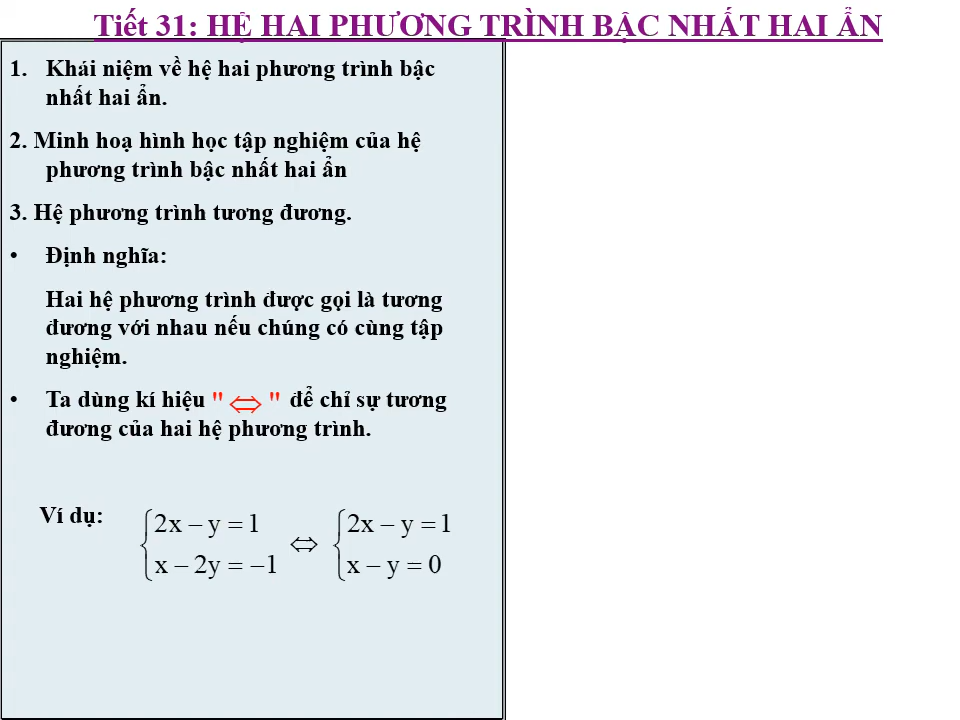 Tiết 31: HỆ HAI PHƯƠNG TRÌNH BẬC NHẤT HAI ẨN
1. Khái niệm về hệ hai phương trình bậc
nhất hai ẩn.
2. Minh hoạ hình học tập nghiệm của hệ
phương trình bậc nhất hai ẩn
3. Hệ phương trình tương đương.
• Định nghĩa:
Hai hệ phương trình được gọi là tương
đương với nhau nếu chúng có cùng tập
nghiệm.
• Ta dùng kí hiệu "⇔" để chỉ sự tương
đương của hai hệ phương trình.
Ví dụ: 2x − y = 1 ⇔ 2x − y = 1
x − 2y = −1 x − y = 0